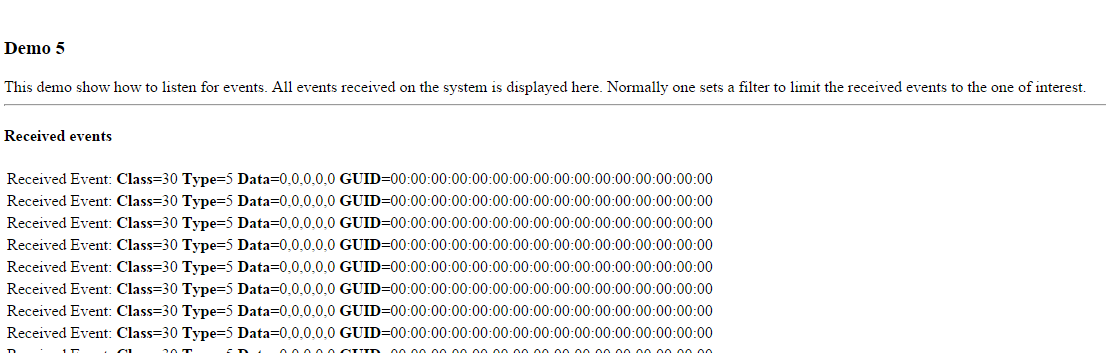 Demo 5
This demo show how to listen for events. All events received on the system is displayed here. Normally one sets a filter to limit the received events to the one of interest.
Received events
Received Event: Class=30 Type=5 Data=0,0,0,0,0 GUID=00:00:00:00:00:00:00:00:00:00:00:00:00:00:00:00
Received Event: Class=30 Type=5 Data=0,0,0,0,0 GUID=00:00:00:00:00:00:00:00:00:00:00:00:00:00:00:00
Received Event: Class=30 Type=5 Data=0,0,0,0,0 GUID=00:00:00:00:00:00:00:00:00:00:00:00:00:00:00:00
Received Event: Class=30 Type=5 Data=0,0,0,0,0 GUID=00:00:00:00:00:00:00:00:00:00:00:00:00:00:00:00
Received Event: Class=30 Type=5 Data=0,0,0,0,0 GUID=00:00:00:00:00:00:00:00:00:00:00:00:00:00:00:00
Received Event: Class=30 Type=5 Data=0,0,0,0,0 GUID=00:00:00:00:00:00:00:00:00:00:00:00:00:00:00:00
Received Event: Class=30 Type=5 Data=0,0,0,0,0 GUID=00:00:00:00:00:00:00:00:00:00:00:00:00:00:00:00
Received Event: Class=30 Type=5 Data=0,0,0,0,0 GUID=00:00:00:00:00:00:00:00:00:00:00:00:00:00:00:00